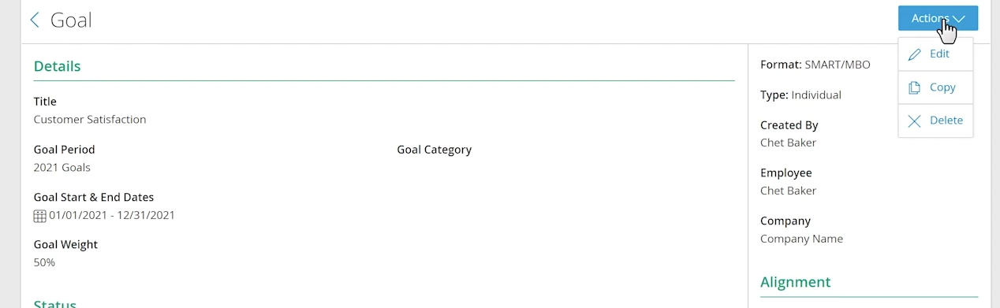 Goal
Actions
Edit
Copy
Delete
Details
Title
Customer Satisfaction
Goal Period
2021 Goals
Goal Category
Goal Start & End Dates
01/01/2021 - 12/31/2021
Goal Weight
50%
Status
Format: SMART/MBO
Type: Individual
Created By
Chet Baker
Employee
Chet Baker
Company
Company Name
Alignment